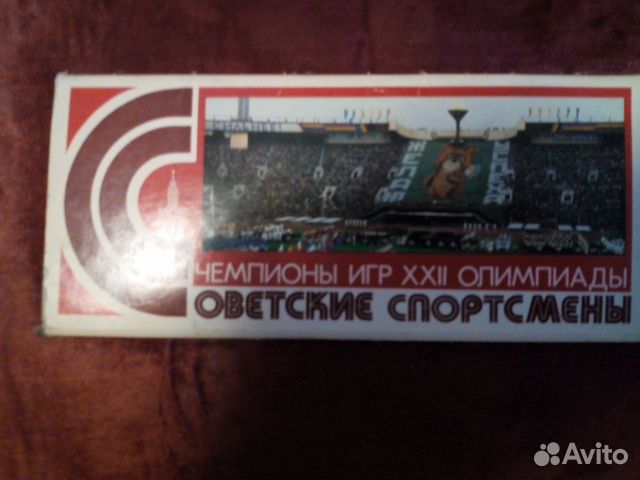 ЧЕМПИОНЫ ИГР XXII ОЛИМПИАДЫ
СОВЕТСКИЕ СПОРТСМЕНЫ
Avito